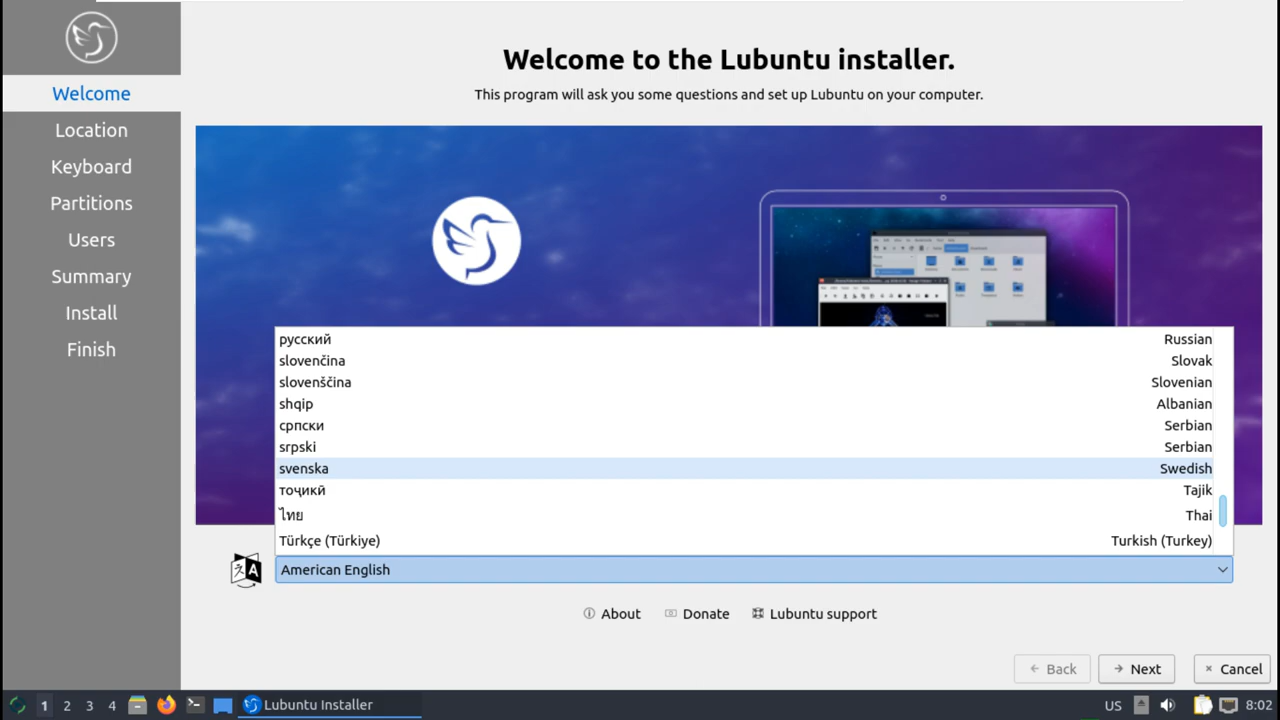 Welcome to the Lubuntu installer.
This program will ask you some questions and set up Lubuntu on your computer.
Welcome
Location
Keyboard
Partitions
Users
Summary
Install
Finish
русский Russian
slovenčina Slovak
slovenščina Slovenian
shqip Albanian
српски Serbian
srpski Serbian
svenska Swedish
тоҷикӣ Tajik
ไทย Thai
Türkçe (Türkiye) Turkish (Turkey)
American English
About Donate Lubuntu support
Back Next Cancel
1 2 3 4 Lubuntu Installer US 8:02